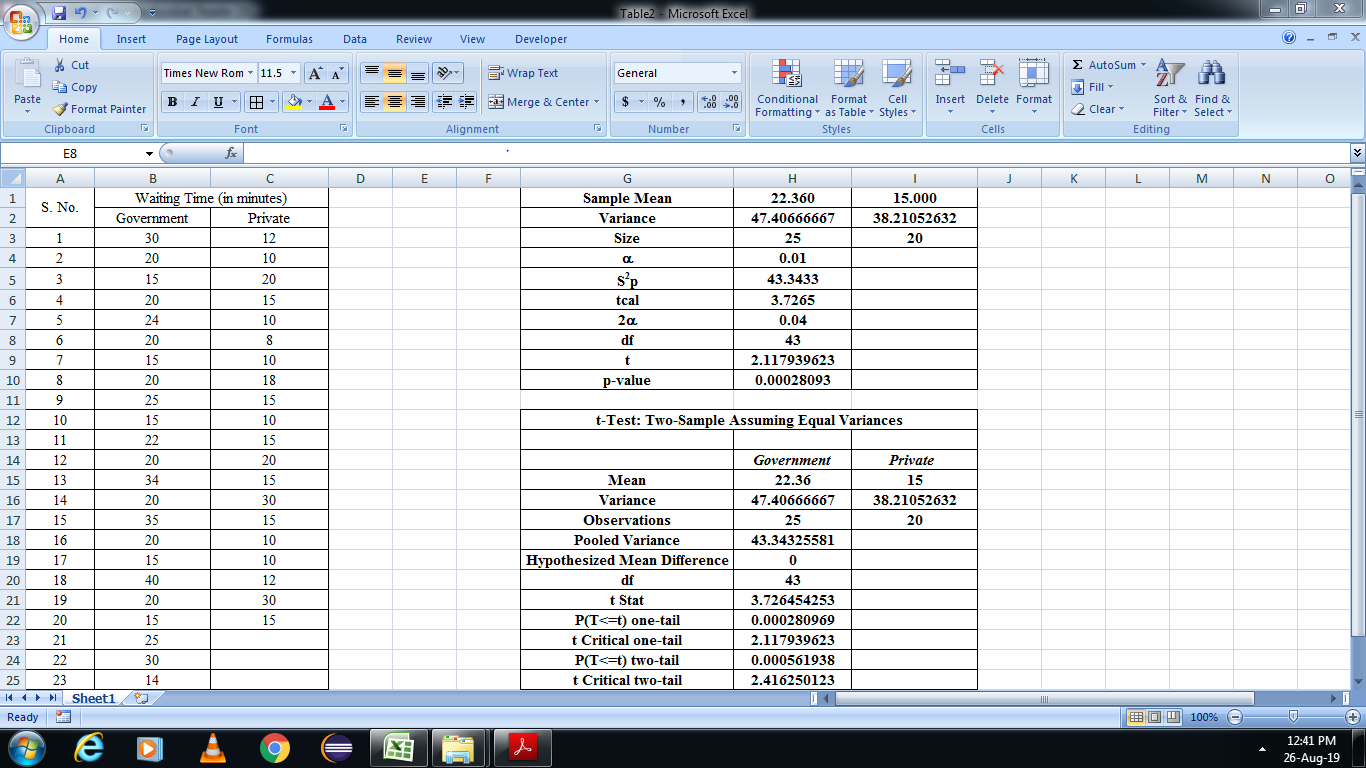 Table2 - Microsoft Excel
Home Insert Page Layout Formulas Data Review View Developer
Paste
Cut
Copy
Format Painter
Clipboard
Times New Rom 11.5 A A
B I U A
Font
Wrap Text
Merge & Center
Alignment
General
$ % , .0 .00 .00 .0
Number
Conditional Formatting
Format as Table
Cell Styles
Styles
Insert Delete Format
Cells
Σ AutoSum
Fill
Clear
Sort & Filter
Find & Select
Editing
E8 fx
A B C D E F G H I J K L M N O
1 S. No. Waiting Time (in minutes) Sample Mean 22.360 15.000
2 Government Private Variance 47.40666667 38.21052632
3 1 30 12 Size 25 20
4 2 20 10 α 0.01
5 3 15 20 S²p 43.3433
6 4 20 15 tcal 3.7265
7 5 24 10 2α 0.04
8 6 20 8 df 43
9 7 15 10 t 2.117939623
10 8 20 18 p-value 0.00028093
11 9 25 15
12 10 15 10 t-Test: Two-Sample Assuming Equal Variances
13 11 22 15
14 12 20 20 Government Private
15 13 34 15 Mean 22.36 15
16 14 20 30 Variance 47.40666667 38.21052632
17 15 35 15 Observations 25 20
18 16 20 10 Pooled Variance 43.34325581
19 17 15 10 Hypothesized Mean Difference 0
20 18 40 12 df 43
21 19 20 30 t Stat 3.726454253
22 20 15 15 P(T<=t) one-tail 0.000280969
23 21 25 t Critical one-tail 2.117939623
24 22 30 P(T<=t) two-tail 0.000561938
25 23 14 t Critical two-tail 2.416250123
Sheet1
Ready 100%
12:41 PM
26-Aug-19